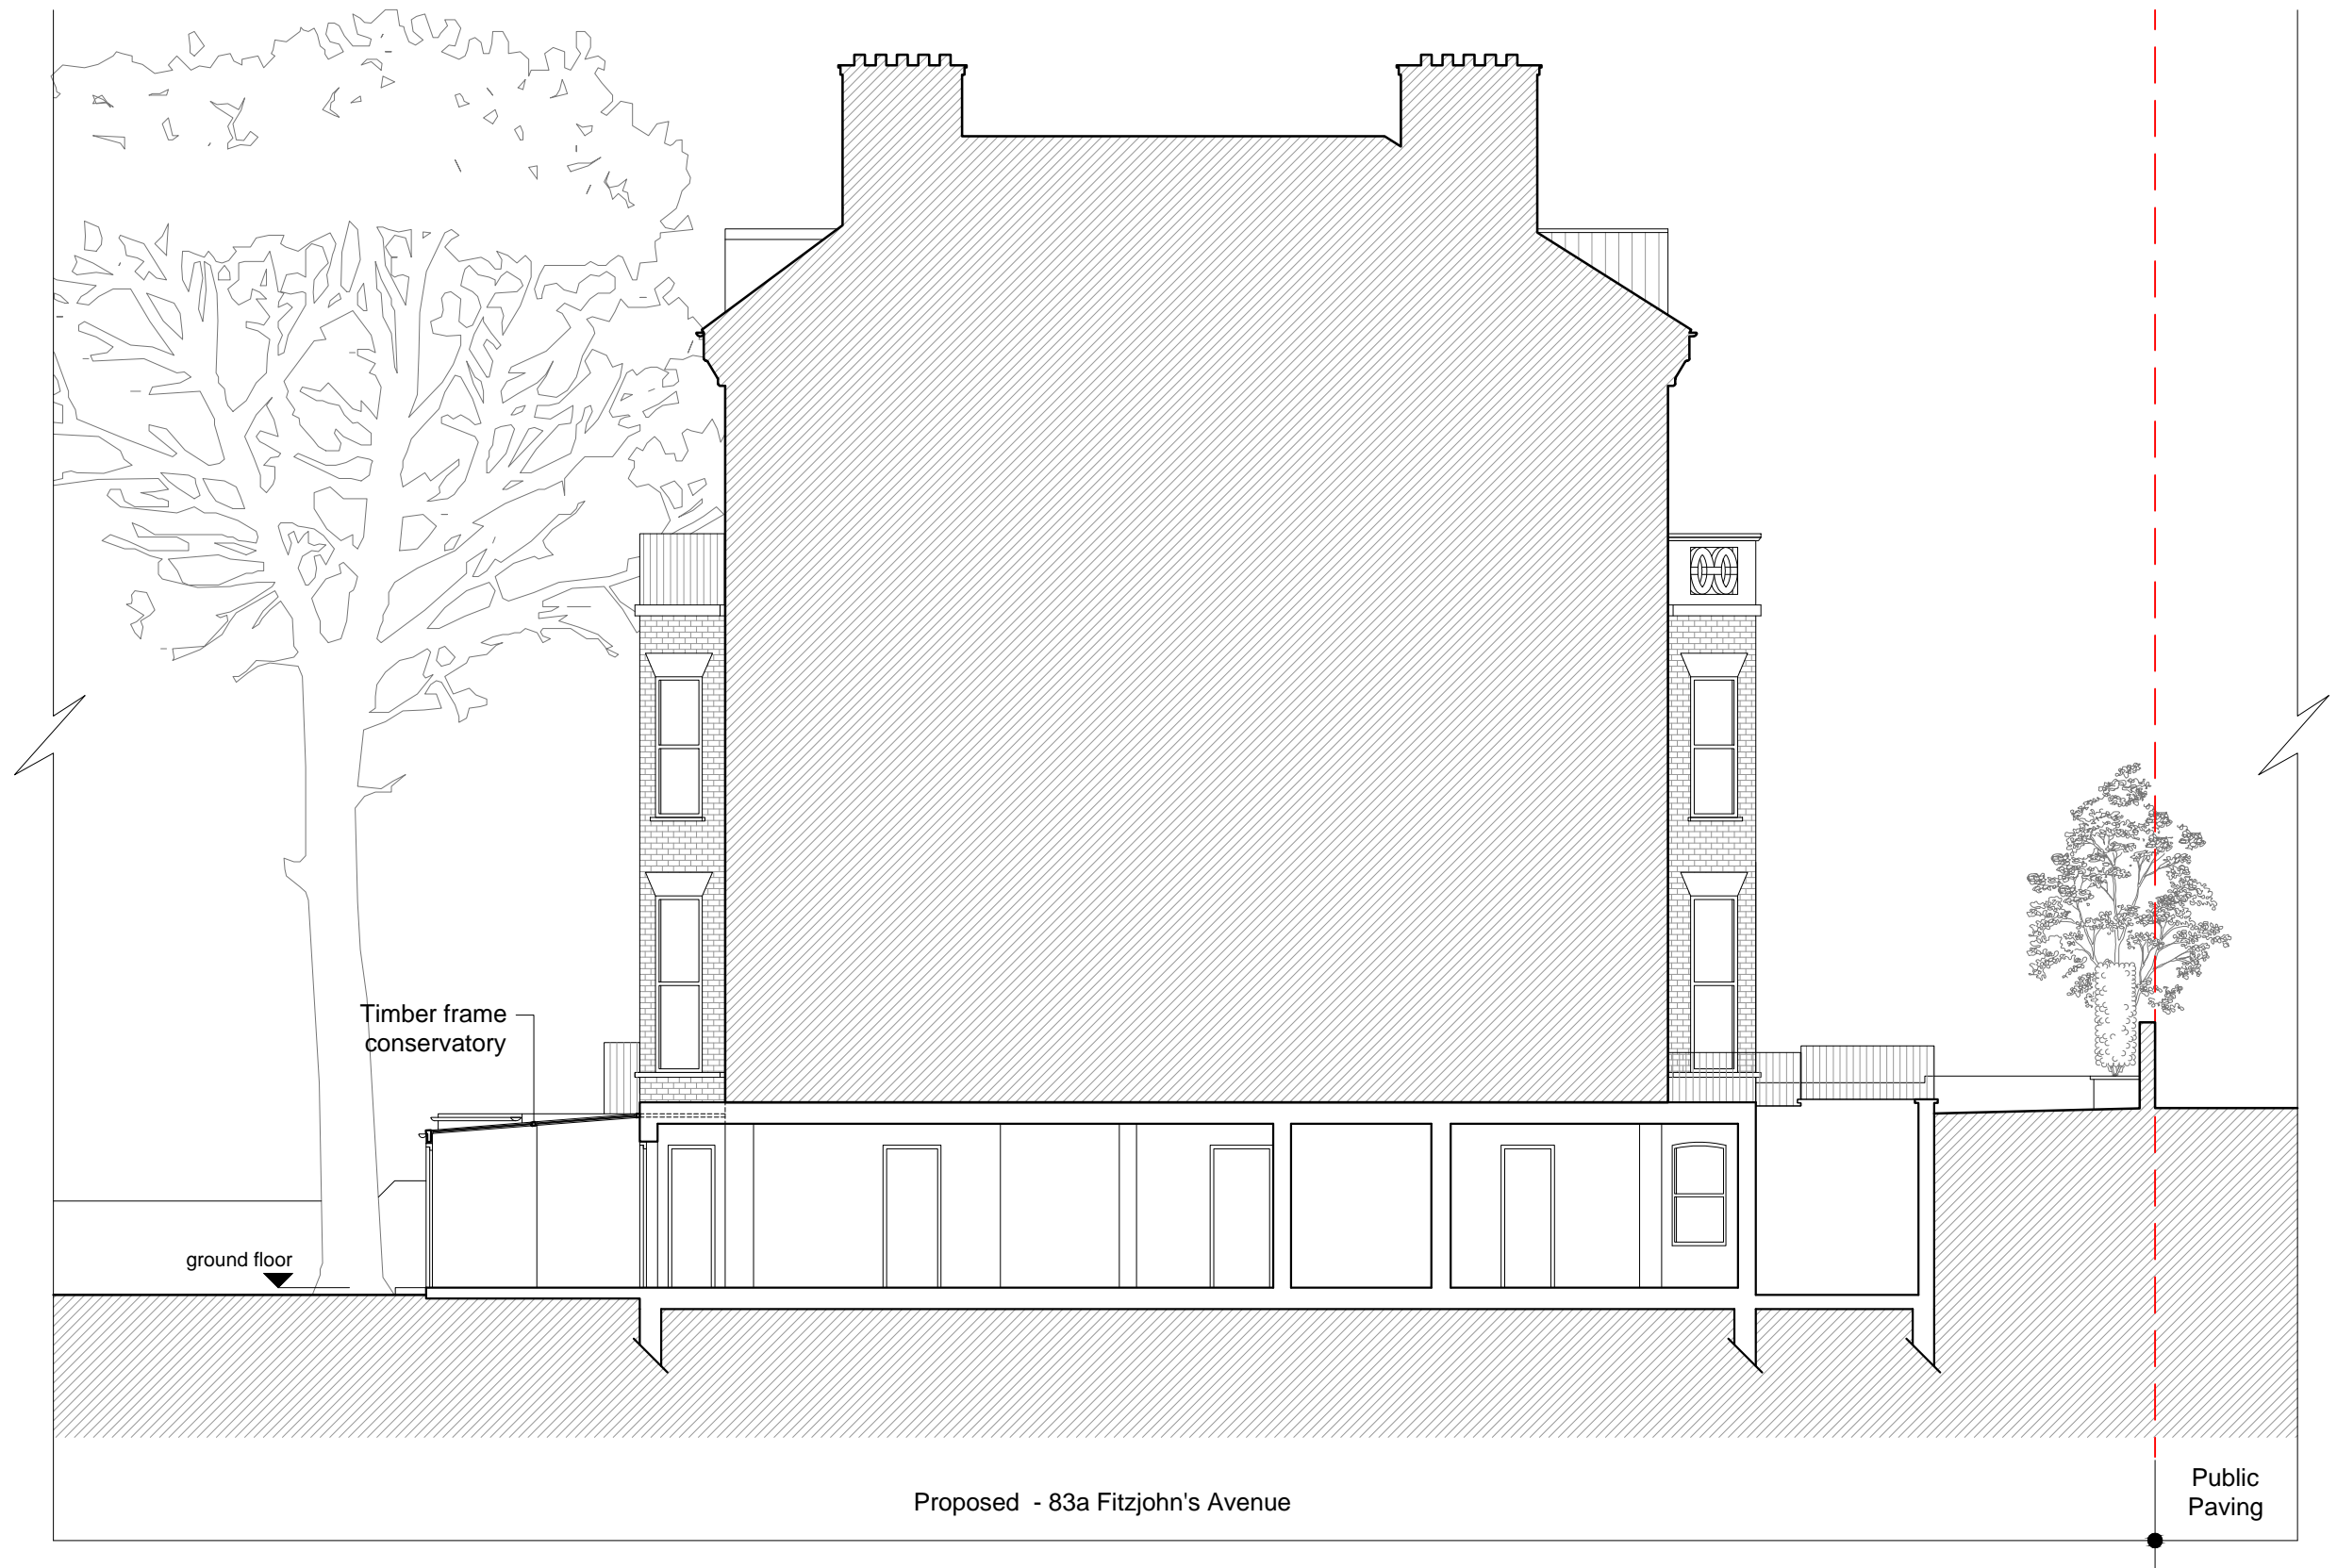 Timber frame
conservatory
ground floor
Proposed - 83a Fitzjohn's Avenue
Public
Paving